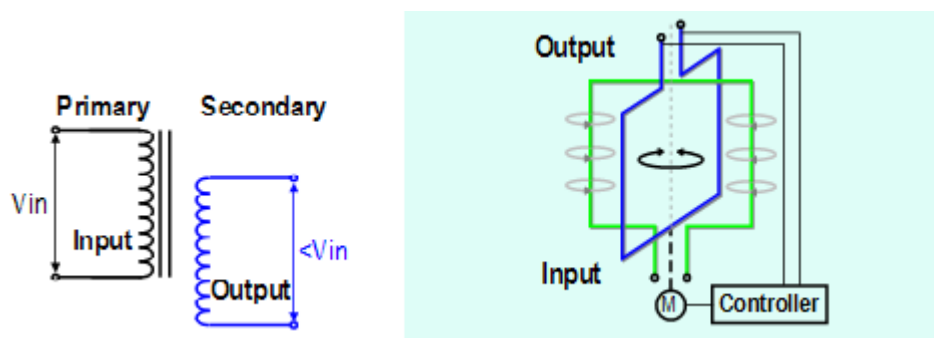 Primary
Secondary
Vin
Input
<Vin
Output
Output
Input
M
Controller